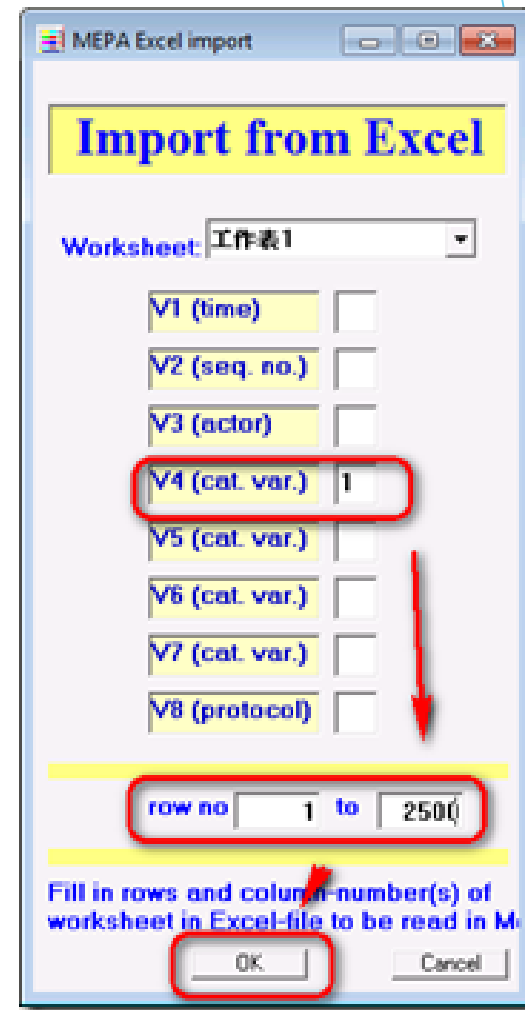 MEPA Excel import
Import from Excel
Worksheet: 工作表1
V1 (time)
V2 (seq. no.)
V3 (actor)
V4 (cat. var.) 1
V5 (cat. var.)
V6 (cat. var.)
V7 (cat. var.)
V8 (protocol)
row no 1 to 2500
Fill in rows and column-number(s) of
worksheet in Excel-file to be read in M
OK Cancel